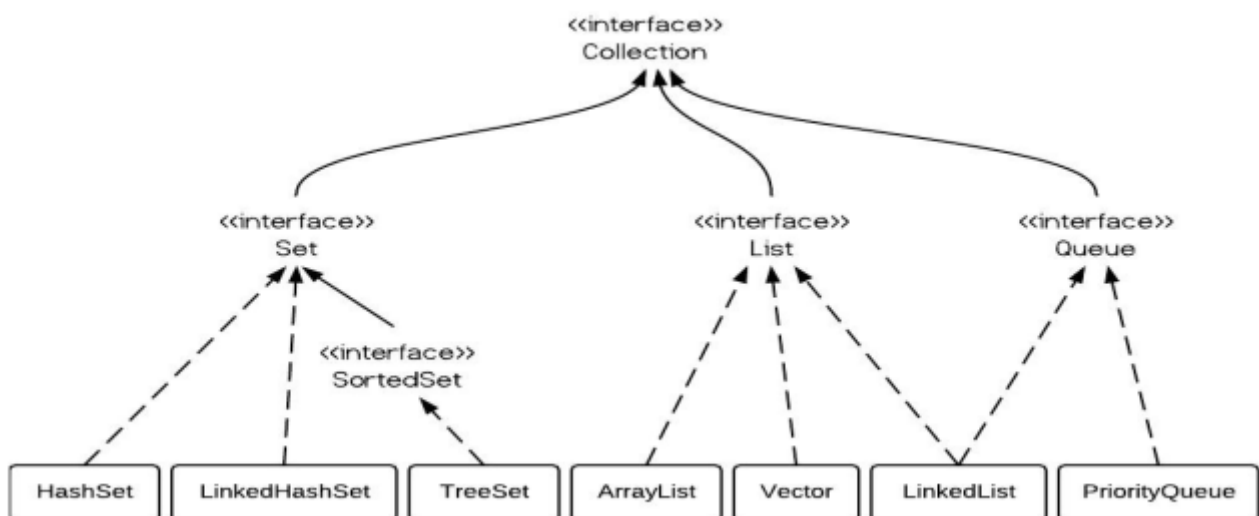 <<interface>>
Collection
<<interface>>
Set
<<interface>>
List
<<interface>>
Queue
<<interface>>
SortedSet
HashSet
LinkedHashSet
TreeSet
ArrayList
Vector
LinkedList
PriorityQueue